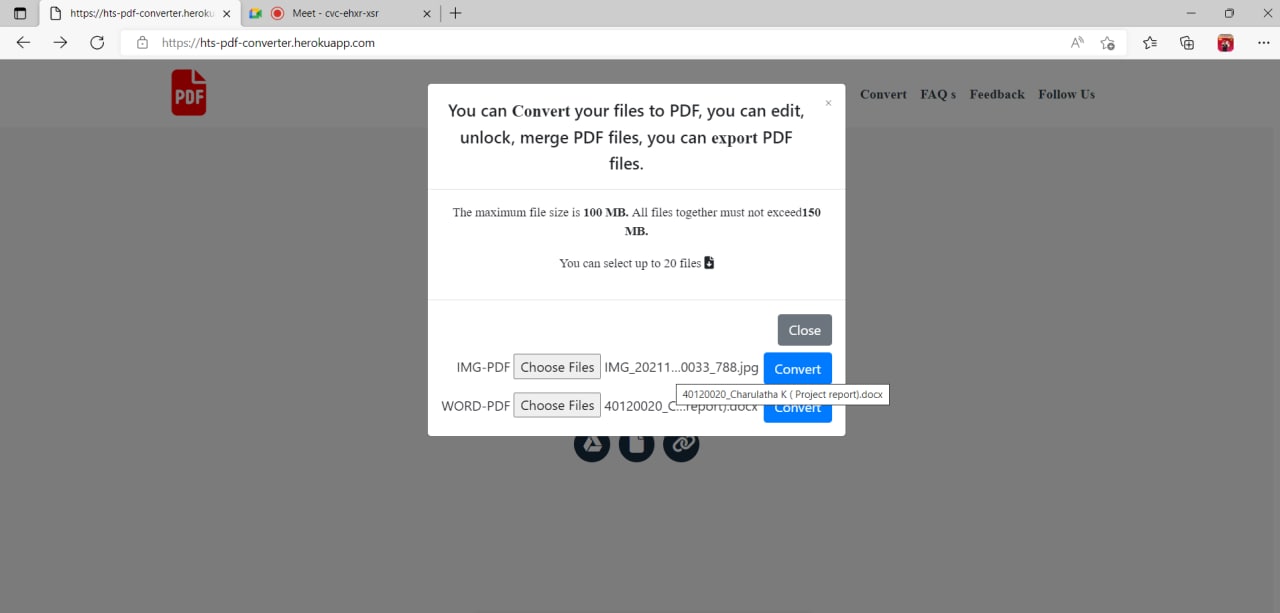 https://hts-pdf-converter.heroku
Meet - cvc-ehxr-xsr
https://hts-pdf-converter.herokuapp.com
PDF
Convert FAQ s Feedback Follow Us
You can Convert your files to PDF, you can edit,
unlock, merge PDF files, you can export PDF
files.
The maximum file size is 100 MB. All files together must not exceed150
MB.
You can select up to 20 files
Close
IMG-PDF Choose Files IMG_20211...0033_788.jpg Convert
40120020_Charulatha K ( Project report).docx
WORD-PDF Choose Files 40120020_C...report).docx Convert